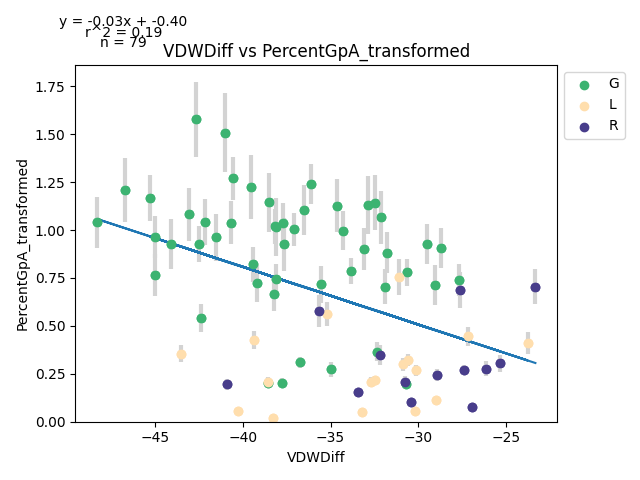 y = -0.03x + -0.40
r^2 = 0.19
n = 79
VDWDiff vs PercentGpA_transformed
G
L
R
PercentGpA_transformed
1.75
1.50
1.25
1.00
0.75
0.50
0.25
0.00
−45
−40
−35
−30
−25
VDWDiff